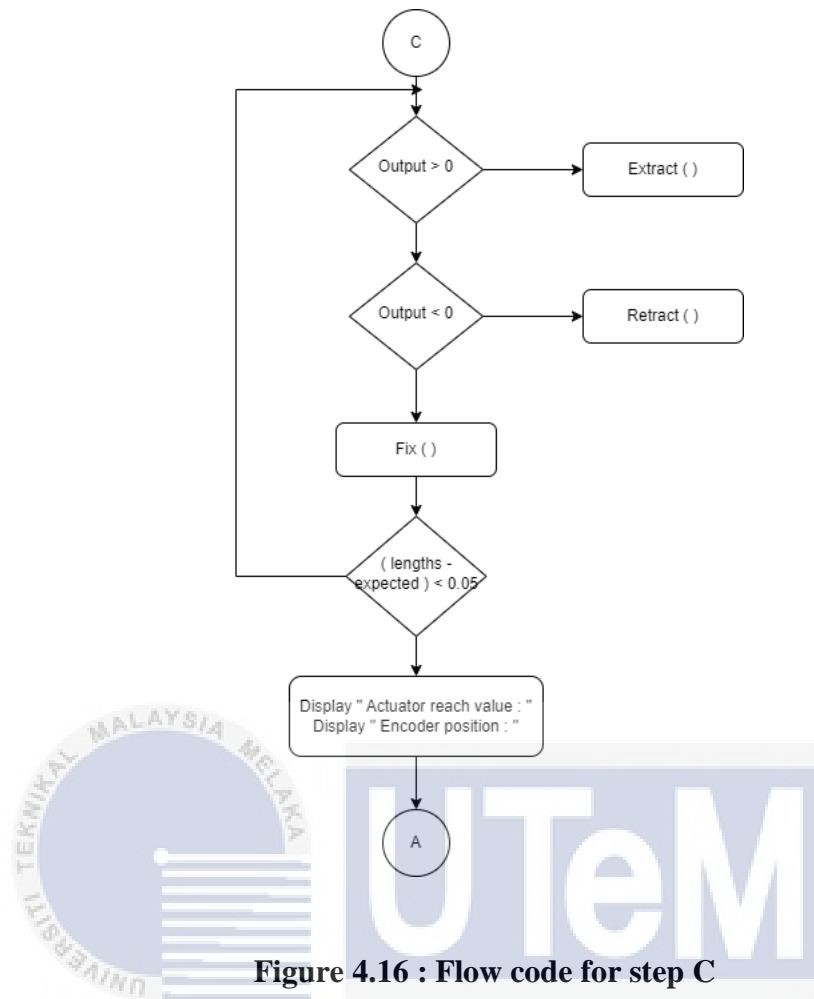 C
Output > 0
Extract ( )
Output < 0
Retract ( )
Fix ( )
( lengths -
expected ) < 0.05
Display " Actuator reach value : "
Display " Encoder position : "
A
UNIVERSITI TEKNIKAL MALAYSIA MELAKA
UTeM
Figure 4.16 : Flow code for step C